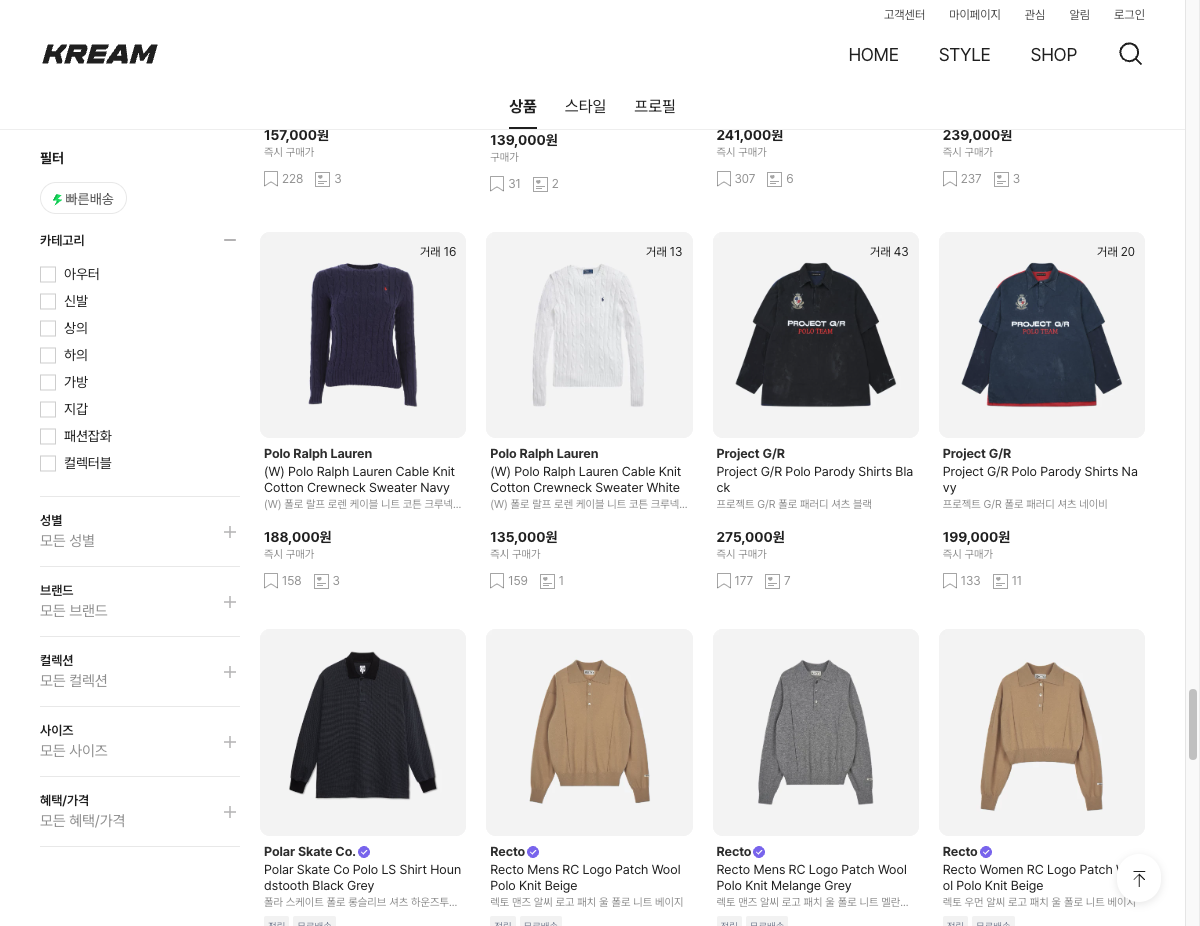 고객센터 마이페이지 관심 알림 로그인
KREAM
HOME STYLE SHOP
상품 스타일 프로필
필터
빠른배송
카테고리
아우터
신발
상의
하의
가방
지갑
패션잡화
컬렉터블
성별
모든 성별
브랜드
모든 브랜드
컬렉션
모든 컬렉션
사이즈
모든 사이즈
혜택/가격
모든 혜택/가격
157,000원
즉시 구매가
228 3
139,000원
구매가
31 2
241,000원
즉시 구매가
307 6
239,000원
즉시 구매가
237 3
거래 16
Polo Ralph Lauren
(W) Polo Ralph Lauren Cable Knit
Cotton Crewneck Sweater Navy
(W) 폴로 랄프 로렌 케이블 니트 코튼 크루넥...
188,000원
즉시 구매가
158 3
거래 13
Polo Ralph Lauren
(W) Polo Ralph Lauren Cable Knit
Cotton Crewneck Sweater White
(W) 폴로 랄프 로렌 케이블 니트 코튼 크루넥...
135,000원
즉시 구매가
159 1
거래 43
PROJECT G/R
POLO TEAM
Project G/R
Project G/R Polo Parody Shirts Bla
ck
프로젝트 G/R 폴로 패러디 셔츠 블랙
275,000원
즉시 구매가
177 7
거래 20
PROJECT G/R
POLO TEAM
Project G/R
Project G/R Polo Parody Shirts Na
vy
프로젝트 G/R 폴로 패러디 셔츠 네이비
199,000원
즉시 구매가
133 11
Polar Skate Co.
Polar Skate Co Polo LS Shirt Houn
dstooth Black Grey
폴라 스케이트 폴로 롱슬리브 셔츠 하운즈투...
Recto
Recto Mens RC Logo Patch Wool
Polo Knit Beige
렉토 맨즈 알씨 로고 패치 울 폴로 니트 베이지
Recto
Recto Mens RC Logo Patch Wool
Polo Knit Melange Grey
렉토 맨즈 알씨 로고 패치 울 폴로 니트 멜란...
Recto
Recto Women RC Logo Patch
ol Polo Knit Beige
렉토 우먼 알씨 로고 패치 울 폴로 니트 베이지